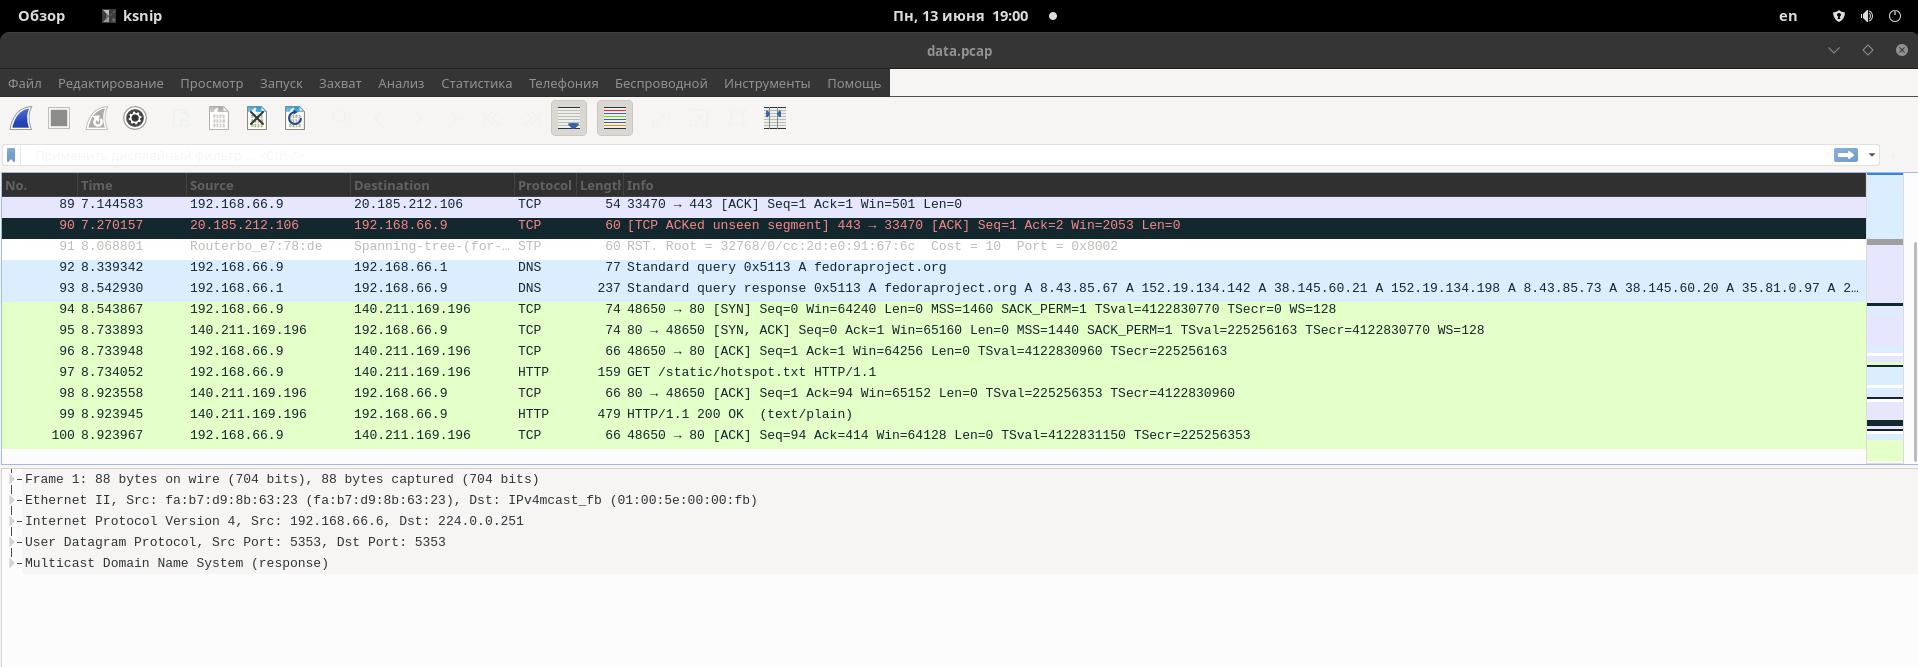 Обзор ksnip Пн, 13 июня 19:00 en
data.pcap
Файл Редактирование Просмотр Запуск Захват Анализ Статистика Телефония Беспроводной Инструменты Помощь
Применить дисплейный фильтр ... <Ctrl-/>
No. Time Source Destination Protocol Length Info
89 7.144583 192.168.66.9 20.185.212.106 TCP 54 33470 → 443 [ACK] Seq=1 Ack=1 Win=501 Len=0
90 7.270157 20.185.212.106 192.168.66.9 TCP 60 [TCP ACKed unseen segment] 443 → 33470 [ACK] Seq=1 Ack=2 Win=2053 Len=0
91 8.068801 Routerbo_e7:78:de Spanning-tree-(for-… STP 60 RST. Root = 32768/0/cc:2d:e0:91:67:6c Cost = 10 Port = 0x8002
92 8.339342 192.168.66.9 192.168.66.1 DNS 77 Standard query 0x5113 A fedoraproject.org
93 8.542930 192.168.66.1 192.168.66.9 DNS 237 Standard query response 0x5113 A fedoraproject.org A 8.43.85.67 A 152.19.134.142 A 38.145.60.21 A 152.19.134.198 A 8.43.85.73 A 38.145.60.20 A 35.81.0.97 A 2…
94 8.543867 192.168.66.9 140.211.169.196 TCP 74 48650 → 80 [SYN] Seq=0 Win=64240 Len=0 MSS=1460 SACK_PERM=1 TSval=4122830770 TSecr=0 WS=128
95 8.733893 140.211.169.196 192.168.66.9 TCP 74 80 → 48650 [SYN, ACK] Seq=0 Ack=1 Win=65160 Len=0 MSS=1440 SACK_PERM=1 TSval=225256163 TSecr=4122830770 WS=128
96 8.733948 192.168.66.9 140.211.169.196 TCP 66 48650 → 80 [ACK] Seq=1 Ack=1 Win=64256 Len=0 TSval=4122830960 TSecr=225256163
97 8.734052 192.168.66.9 140.211.169.196 HTTP 159 GET /static/hotspot.txt HTTP/1.1
98 8.923558 140.211.169.196 192.168.66.9 TCP 66 80 → 48650 [ACK] Seq=1 Ack=94 Win=65152 Len=0 TSval=225256353 TSecr=4122830960
99 8.923945 140.211.169.196 192.168.66.9 HTTP 479 HTTP/1.1 200 OK (text/plain)
100 8.923967 192.168.66.9 140.211.169.196 TCP 66 48650 → 80 [ACK] Seq=94 Ack=414 Win=64128 Len=0 TSval=4122831150 TSecr=225256353
Frame 1: 88 bytes on wire (704 bits), 88 bytes captured (704 bits)
Ethernet II, Src: fa:b7:d9:8b:63:23 (fa:b7:d9:8b:63:23), Dst: IPv4mcast_fb (01:00:5e:00:00:fb)
Internet Protocol Version 4, Src: 192.168.66.6, Dst: 224.0.0.251
User Datagram Protocol, Src Port: 5353, Dst Port: 5353
Multicast Domain Name System (response)